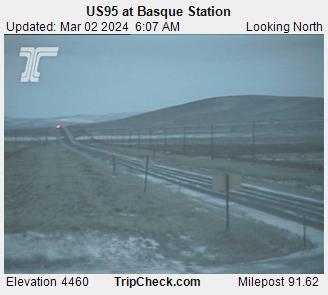 US95 at Basque Station
Updated: Mar 02 2024 6:07 AM Looking North
Elevation 4460 TripCheck.com Milepost 91.62